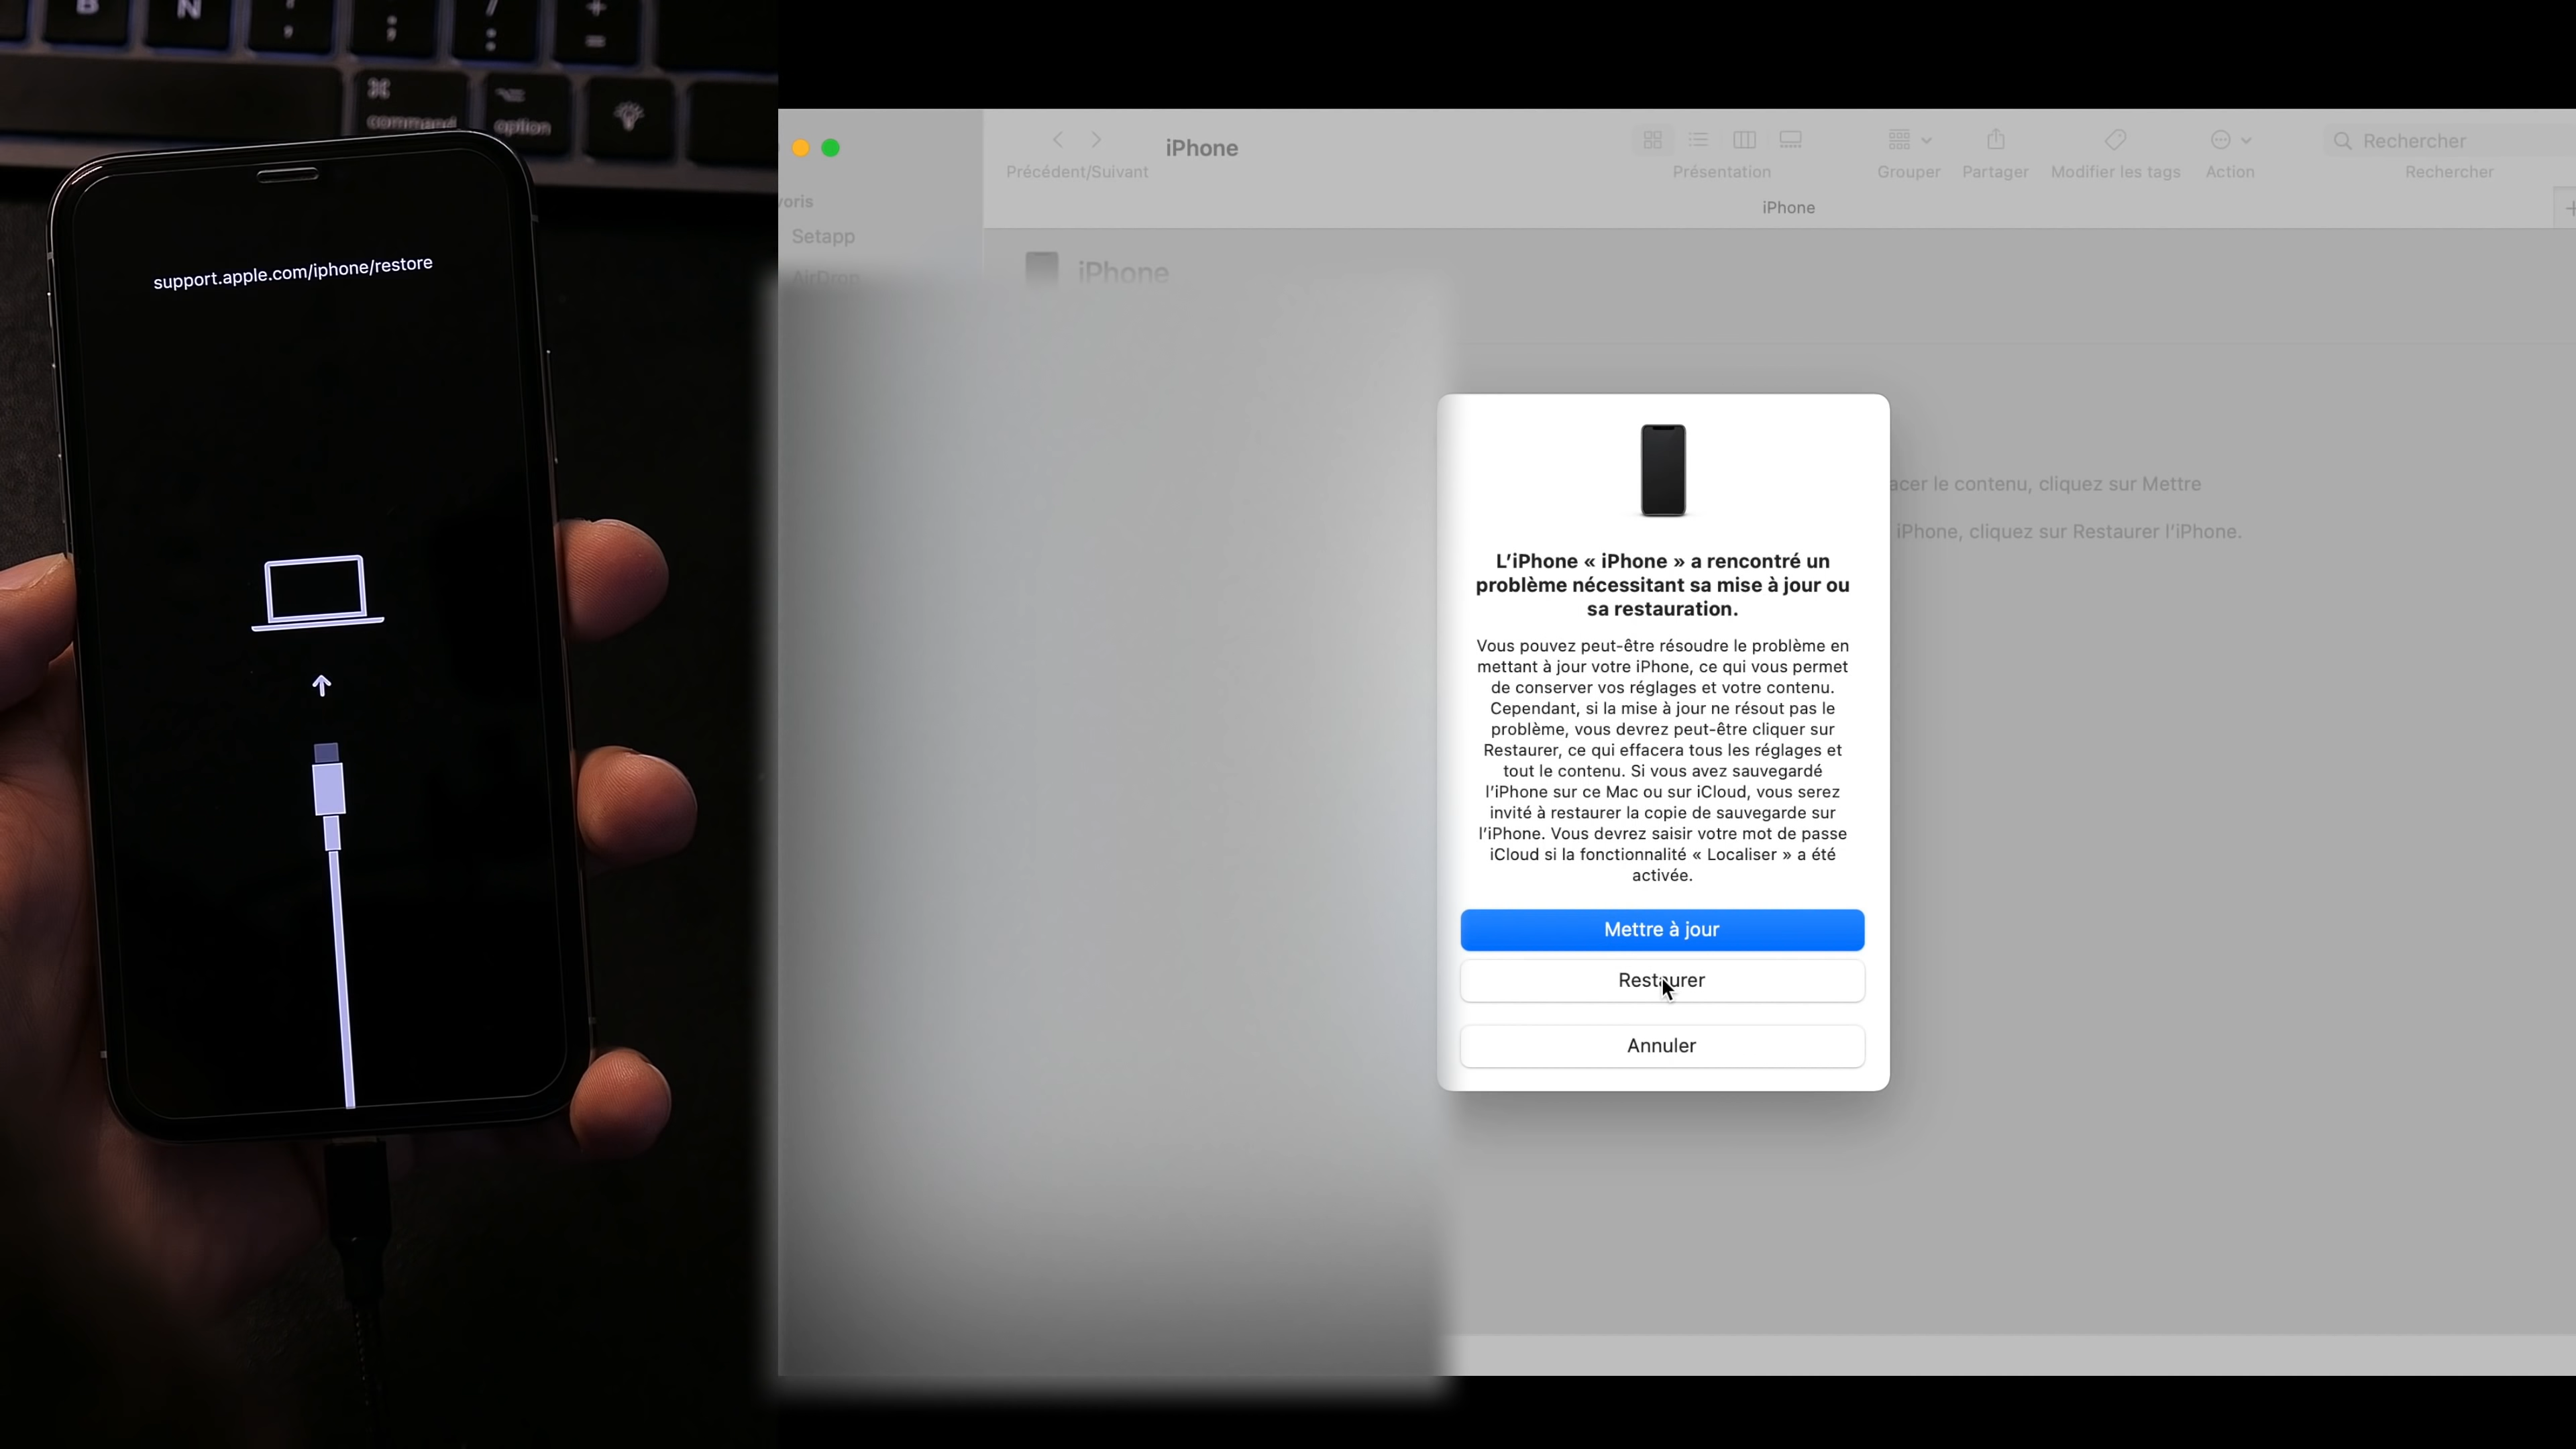 B
N
;
:
/
+
=
⌘
command
option
support.apple.com/iphone/restore
iPhone
Précédent/Suivant
Présentation
Grouper
Partager
Modifier les tags
Action
Rechercher
Rechercher
iPhone
voris
Setapp
AirDrop
iPhone
acer le contenu, cliquez sur Mettre
iPhone, cliquez sur Restaurer l’iPhone.
L’iPhone « iPhone » a rencontré un
problème nécessitant sa mise à jour ou
sa restauration.
Vous pouvez peut-être résoudre le problème en
mettant à jour votre iPhone, ce qui vous permet
de conserver vos réglages et votre contenu.
Cependant, si la mise à jour ne résout pas le
problème, vous devrez peut-être cliquer sur
Restaurer, ce qui effacera tous les réglages et
tout le contenu. Si vous avez sauvegardé
l’iPhone sur ce Mac ou sur iCloud, vous serez
invité à restaurer la copie de sauvegarde sur
l’iPhone. Vous devrez saisir votre mot de passe
iCloud si la fonctionnalité « Localiser » a été
activée.
Mettre à jour
Restaurer
Annuler